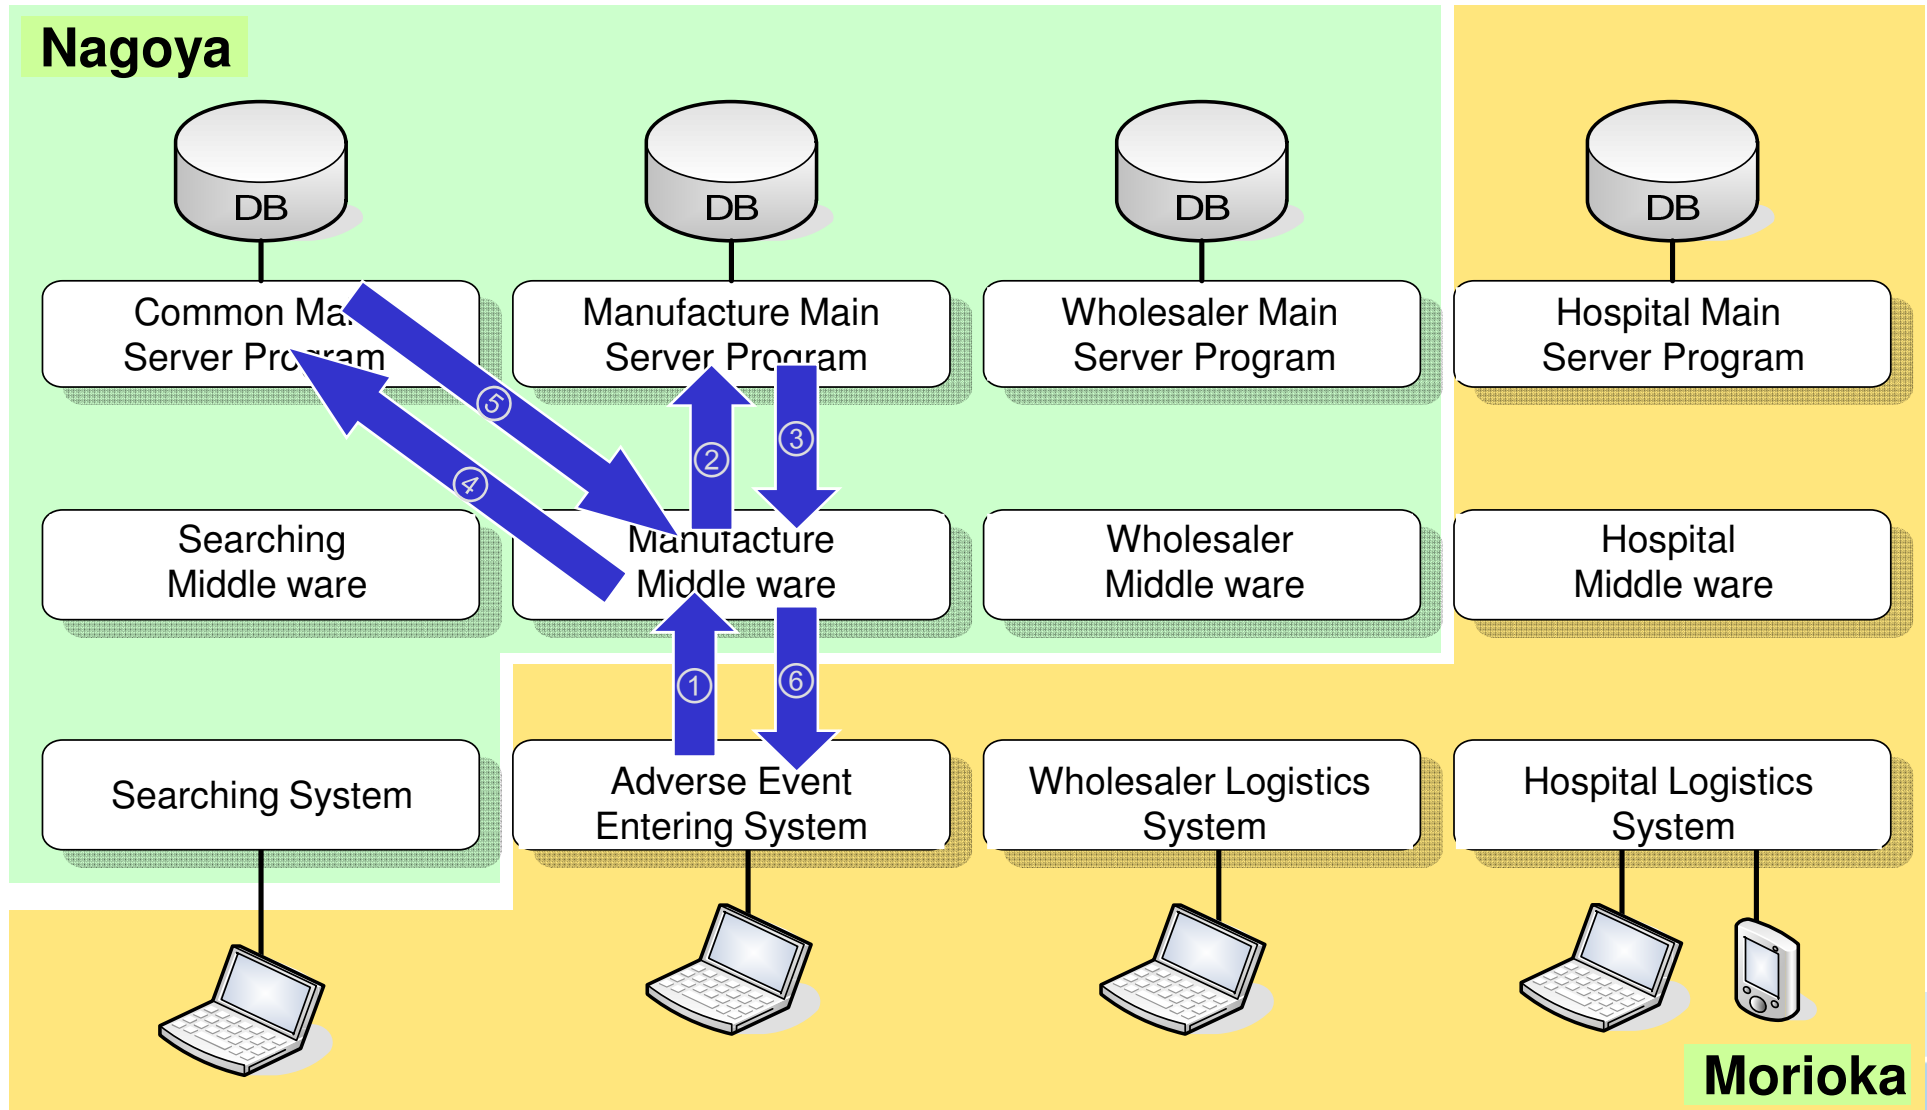 Nagoya
DB
DB
DB
DB
Common Main
Server Program
Manufacture Main
Server Program
Wholesaler Main
Server Program
Hospital Main
Server Program
⑤
④
②
③
Searching
Middle ware
Manufacture
Middle ware
Wholesaler
Middle ware
Hospital
Middle ware
①
⑥
Searching System
Adverse Event
Entering System
Wholesaler Logistics
System
Hospital Logistics
System
Morioka